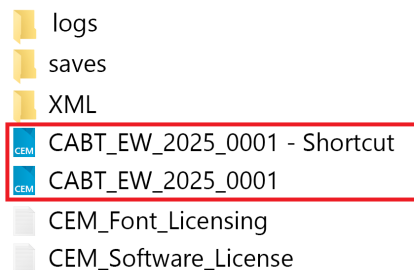 logs
saves
XML
CEM CABT_EW_2025_0001 - Shortcut
CEM CABT_EW_2025_0001
CEM_Font_Licensing
CEM_Software_License